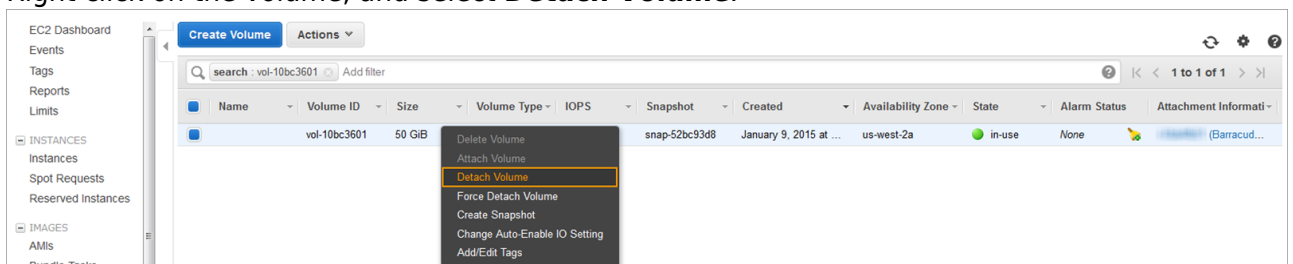 Right click on the volume, and select Detach Volume.
EC2 Dashboard
Events
Tags
Reports
Limits
INSTANCES
Instances
Spot Requests
Reserved Instances
IMAGES
AMIs
Create Volume Actions
search : vol-10bc3601 Add filter
1 to 1 of 1
Name Volume ID Size Volume Type IOPS Snapshot Created Availability Zone State Alarm Status Attachment Informati
vol-10bc3601 50 GiB snap-52bc93d8 January 9, 2015 at ... us-west-2a in-use None (Barracud...
Delete Volume
Attach Volume
Detach Volume
Force Detach Volume
Create Snapshot
Change Auto-Enable IO Setting
Add/Edit Tags